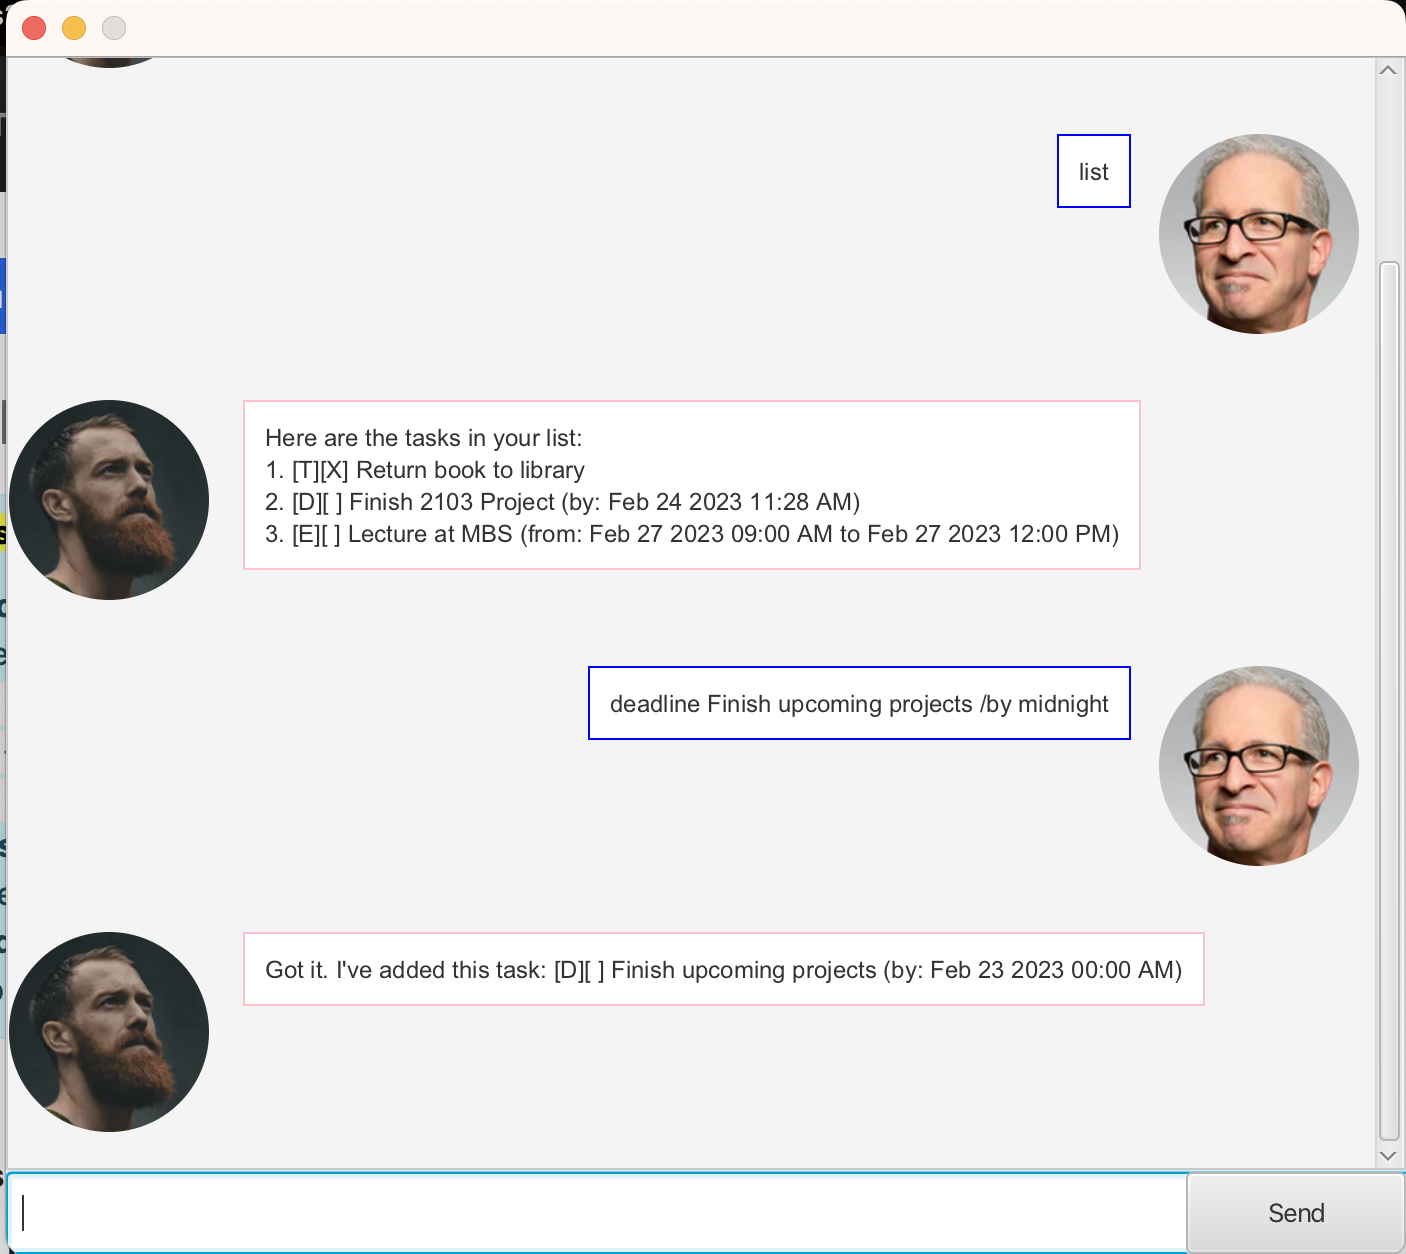 list
Here are the tasks in your list:
1. [T][X] Return book to library
2. [D][ ] Finish 2103 Project (by: Feb 24 2023 11:28 AM)
3. [E][ ] Lecture at MBS (from: Feb 27 2023 09:00 AM to Feb 27 2023 12:00 PM)
deadline Finish upcoming projects /by midnight
Got it. I've added this task: [D][ ] Finish upcoming projects (by: Feb 23 2023 00:00 AM)
Send